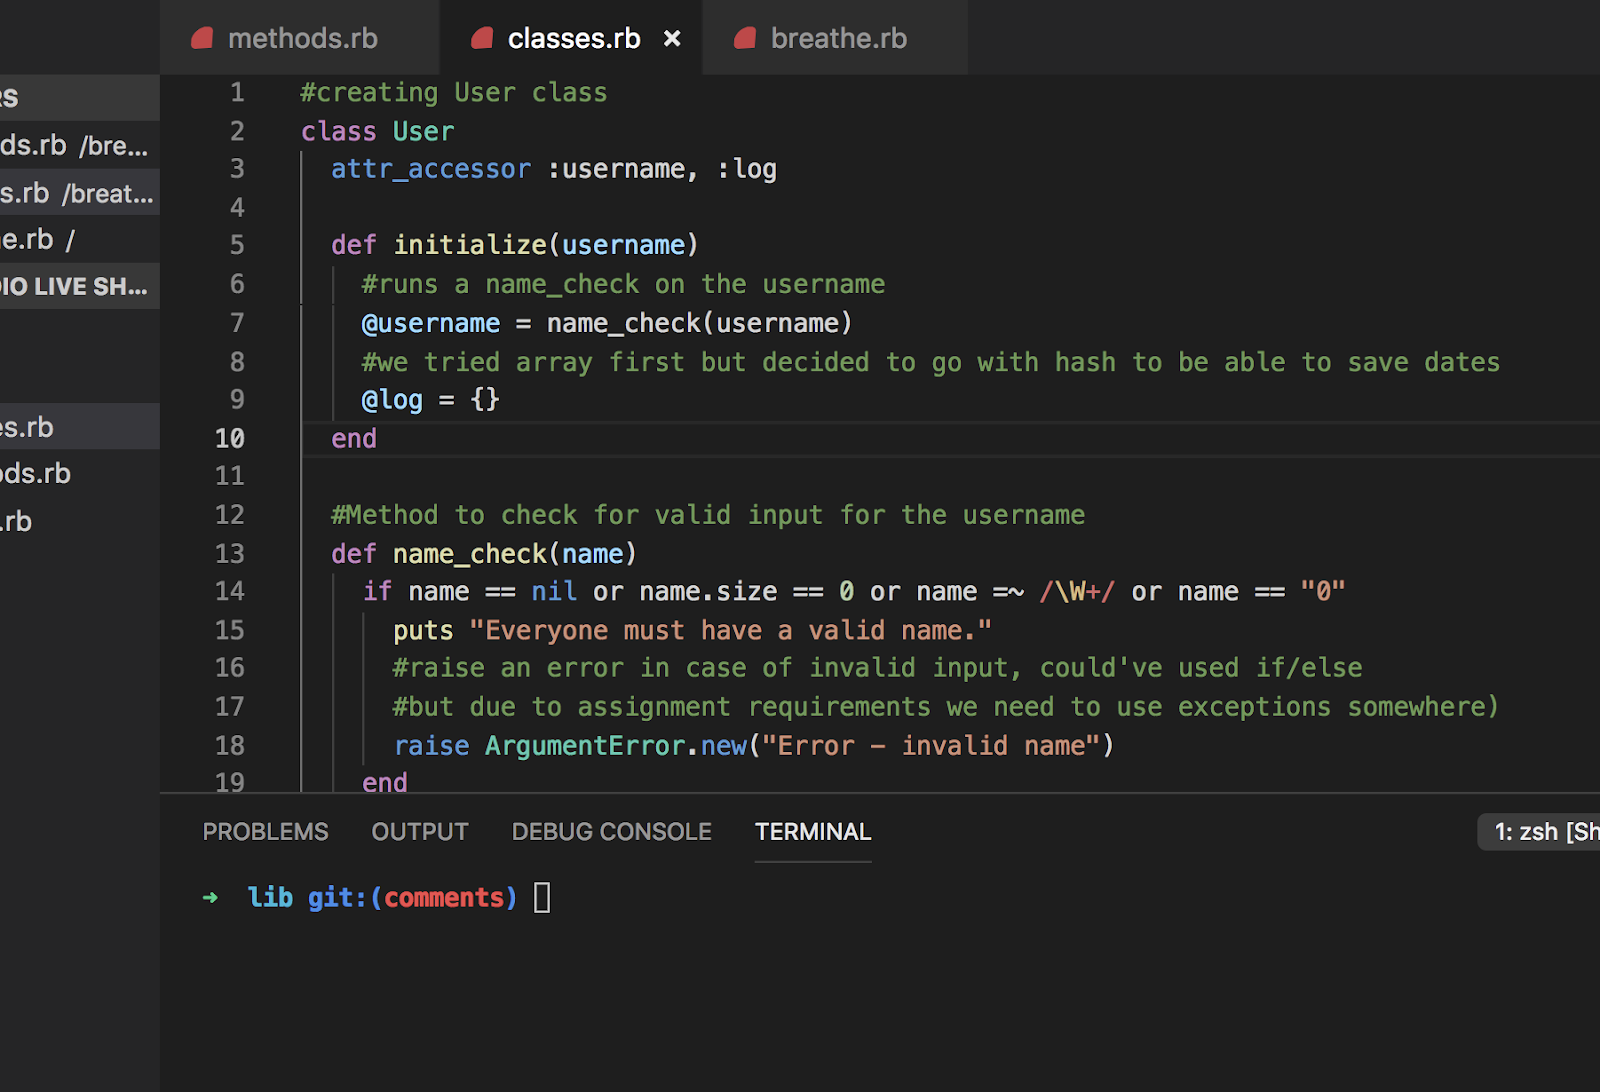 methods.rb
classes.rb ×
breathe.rb
RS
ds.rb /bre...
s.rb /breat...
e.rb /
DIO LIVE SH...
es.rb
ods.rb
.rb
1 #creating User class
2 class User
3 attr_accessor :username, :log
4
5 def initialize(username)
6 #runs a name_check on the username
7 @username = name_check(username)
8 #we tried array first but decided to go with hash to be able to save dates
9 @log = {}
10 end
11
12 #Method to check for valid input for the username
13 def name_check(name)
14 if name == nil or name.size == 0 or name =~ /\W+/ or name == "0"
15 puts "Everyone must have a valid name."
16 #raise an error in case of invalid input, could've used if/else
17 #but due to assignment requirements we need to use exceptions somewhere)
18 raise ArgumentError.new("Error - invalid name")
19 end
PROBLEMS OUTPUT DEBUG CONSOLE TERMINAL
1: zsh [Sh
➜ lib git:(comments)